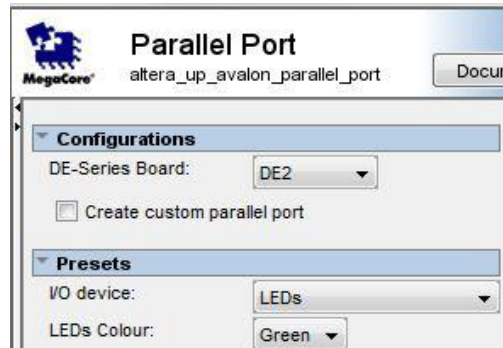 Parallel Port
MegaCore®
altera_up_avalon_parallel_port
Docu
Configurations
DE-Series Board: DE2
Create custom parallel port
Presets
I/O device: LEDs
LEDs Colour: Green